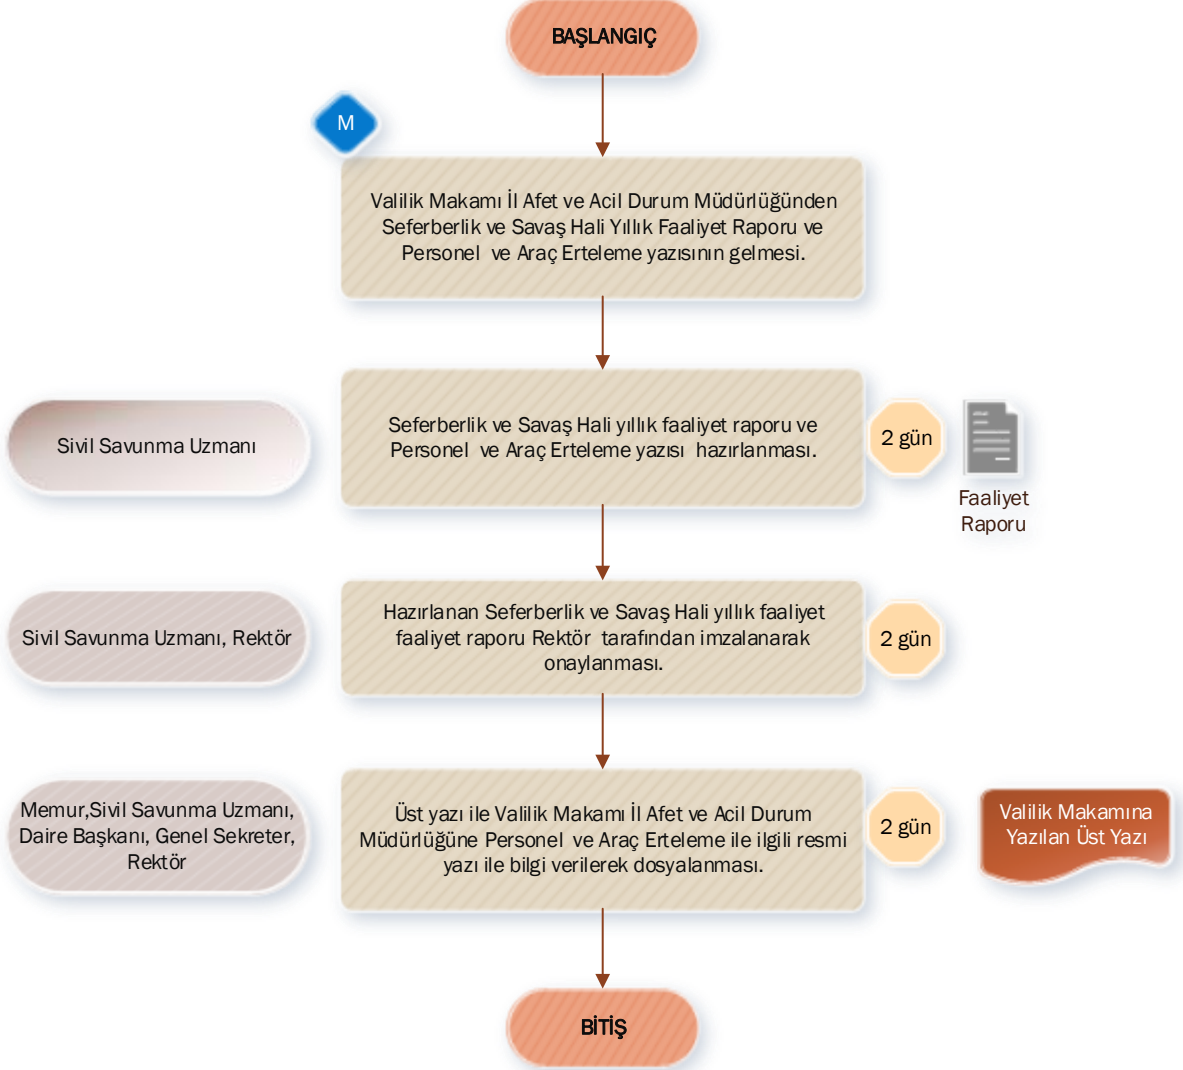 BAŞLANGIÇ
M
Valilik Makamı İl Afet ve Acil Durum Müdürlüğünden
Seferberlik ve Savaş Hali Yıllık Faaliyet Raporu ve
Personel ve Araç Erteleme yazısının gelmesi.
Sivil Savunma Uzmanı
Seferberlik ve Savaş Hali yıllık faaliyet raporu ve
Personel ve Araç Erteleme yazısı hazırlanması.
2 gün
Faaliyet
Raporu
Sivil Savunma Uzmanı, Rektör
Hazırlanan Seferberlik ve Savaş Hali yıllık faaliyet
faaliyet raporu Rektör tarafından imzalanarak
onaylanması.
2 gün
Memur,Sivil Savunma Uzmanı,
Daire Başkanı, Genel Sekreter,
Rektör
Üst yazı ile Valilik Makamı İl Afet ve Acil Durum
Müdürlüğüne Personel ve Araç Erteleme ile ilgili resmi
yazı ile bilgi verilerek dosyalanması.
2 gün
Valilik Makamına
Yazılan Üst Yazı
BİTİŞ